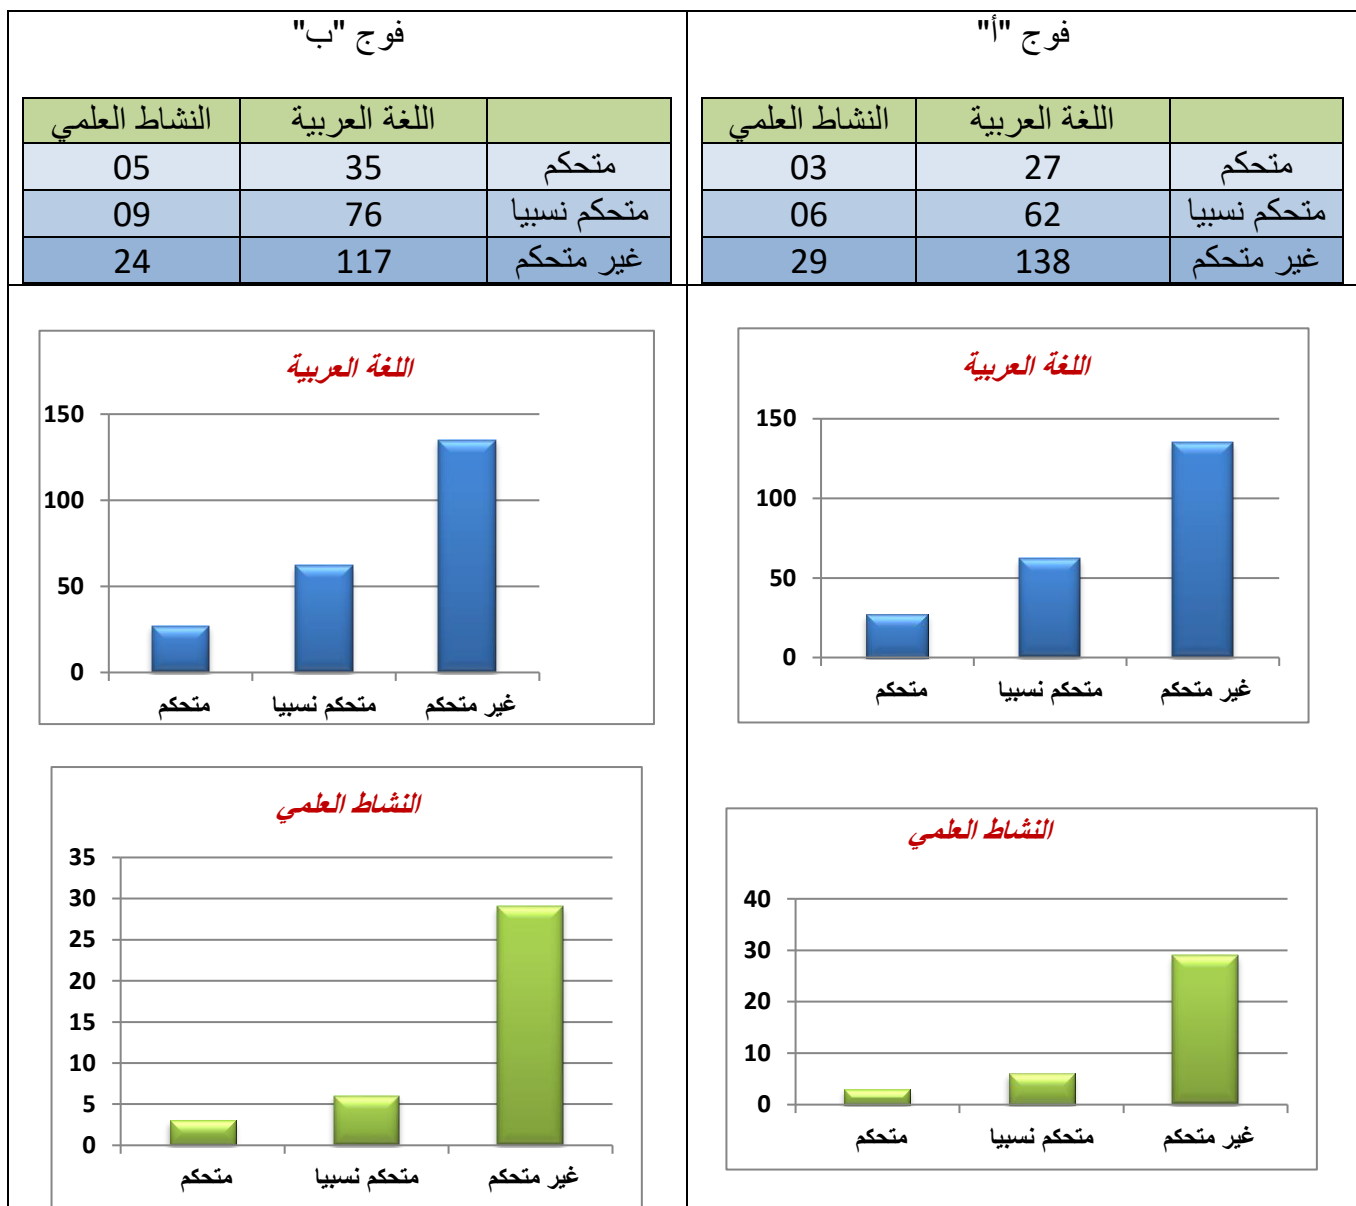 فوج "أ"
اللغة العربية النشاط العلمي
متحكم 27 03
متحكم نسبيا 62 06
غير متحكم 138 29
فوج "ب"
اللغة العربية النشاط العلمي
متحكم 35 05
متحكم نسبيا 76 09
غير متحكم 117 24
اللغة العربية
150
100
50
0
متحكم متحكم نسبيا غير متحكم
اللغة العربية
150
100
50
0
متحكم متحكم نسبيا غير متحكم
النشاط العلمي
40
30
20
10
0
متحكم متحكم نسبيا غير متحكم
النشاط العلمي
35
30
25
20
15
10
5
0
متحكم متحكم نسبيا غير متحكم